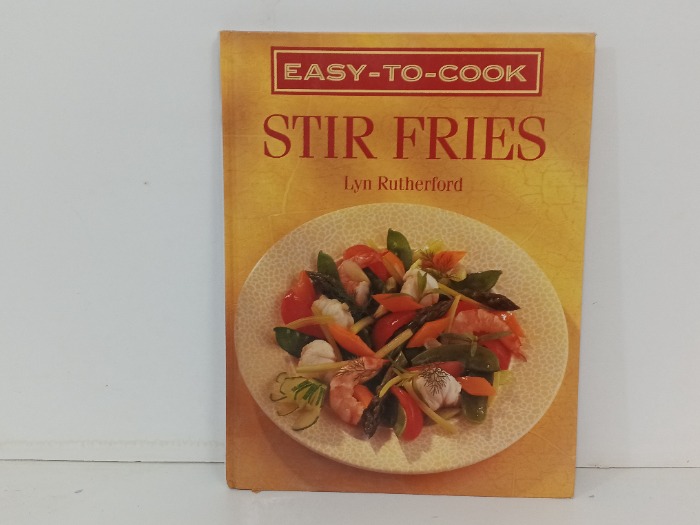 EASY-TO-COOK
STIR FRIES
Lyn Rutherford